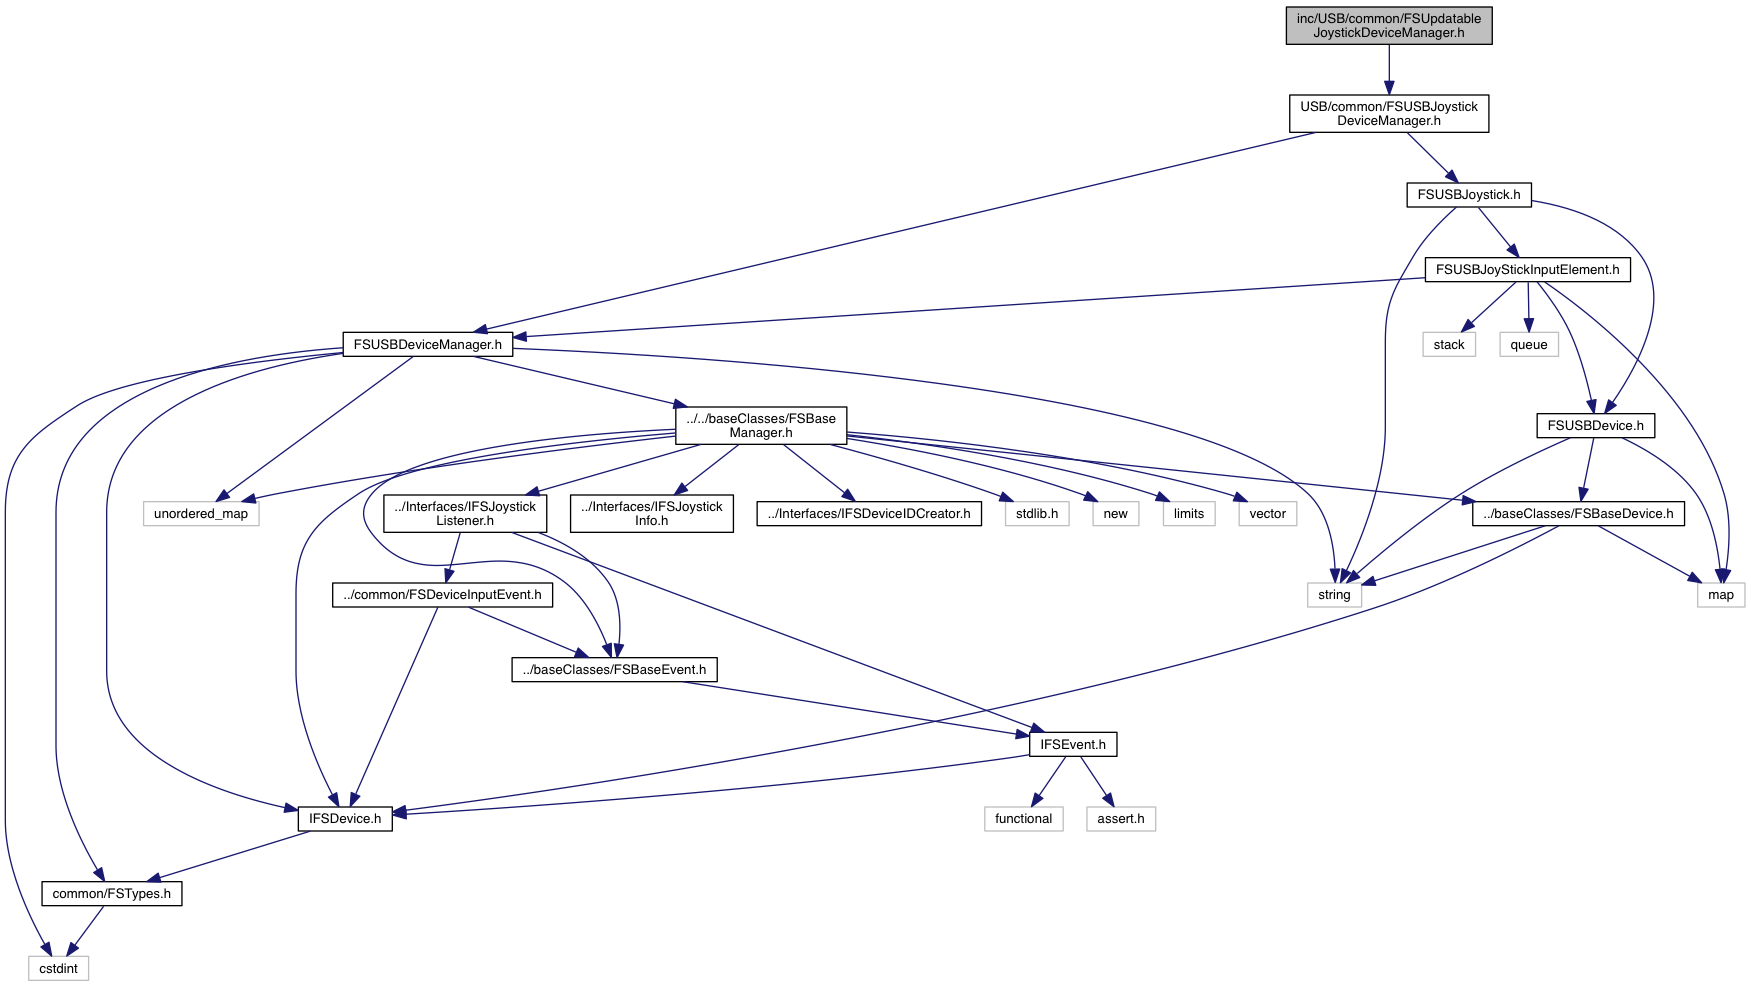 inc/USB/common/FSUpdatable
JoystickDeviceManager.h
USB/common/FSUSBJoystick
DeviceManager.h
FSUSBJoystick.h
FSUSBJoyStickInputElement.h
FSUSBDeviceManager.h
stack
queue
../../baseClasses/FSBase
Manager.h
FSUSBDevice.h
unordered_map
../Interfaces/IFSJoystick
Listener.h
../Interfaces/IFSJoystick
Info.h
../Interfaces/IFSDeviceIDCreator.h
stdlib.h
new
limits
vector
../baseClasses/FSBaseDevice.h
../common/FSDeviceInputEvent.h
string
map
../baseClasses/FSBaseEvent.h
IFSEvent.h
IFSDevice.h
functional
assert.h
common/FSTypes.h
cstdint